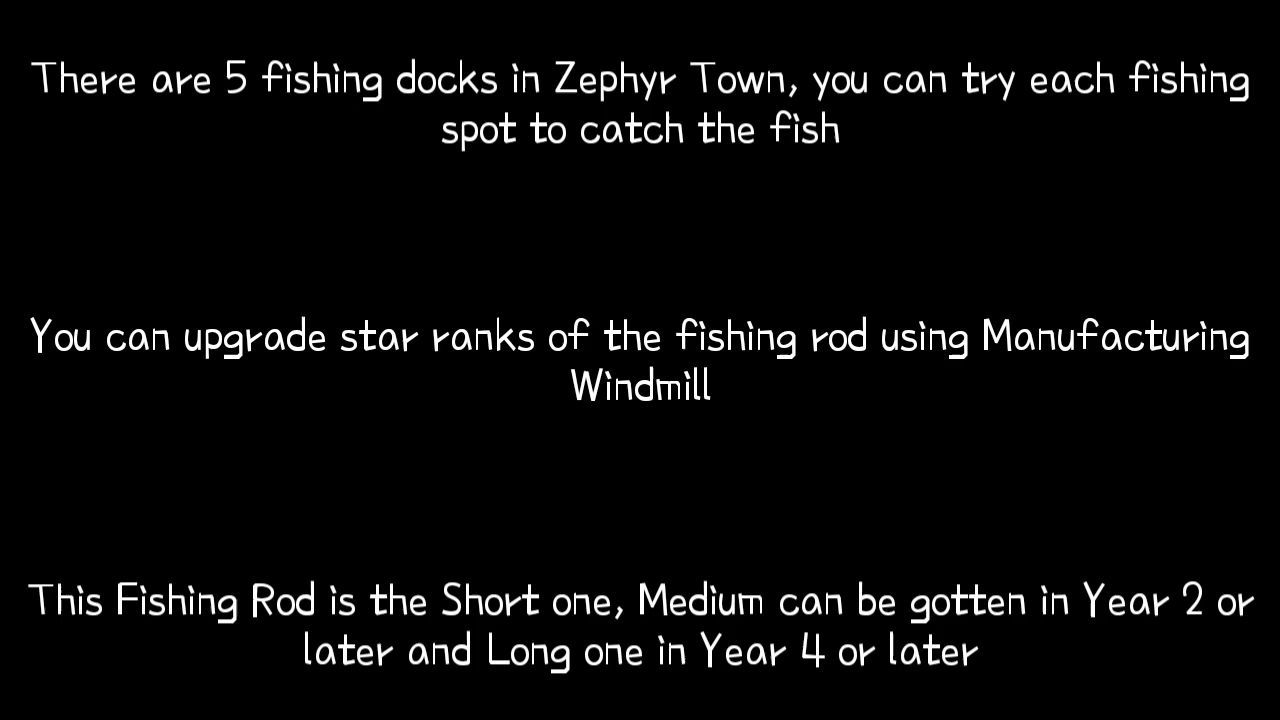 There are 5 fishing docks in Zephyr Town, you can try each fishing
spot to catch the fish
You can upgrade star ranks of the fishing rod using Manufacturing
Windmill
This Fishing Rod is the Short one, Medium can be gotten in Year 2 or
later and Long one in Year 4 or later